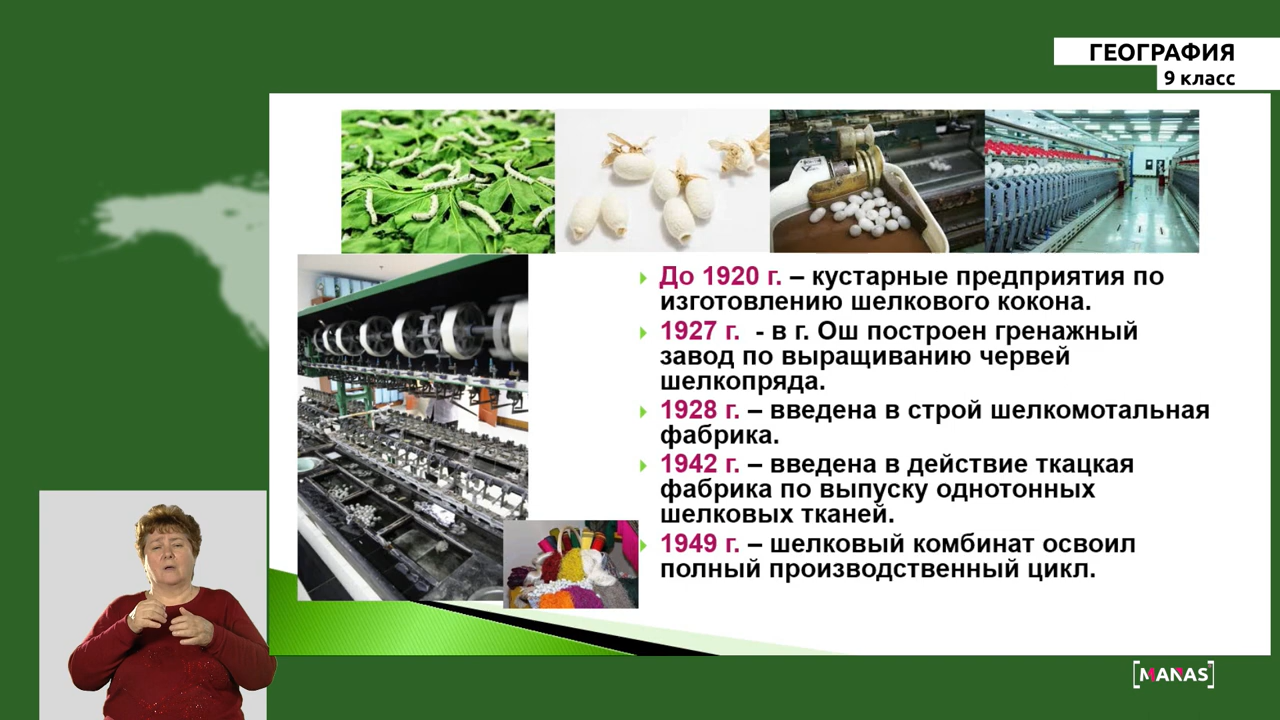 ГЕОГРАФИЯ
9 класс
До 1920 г. – кустарные предприятия по
изготовлению шелкового кокона.
1927 г.  - в г. Ош построен гренажный
завод по выращиванию червей
шелкопряда.
1928 г. – введена в строй шелкомотальная
фабрика.
1942 г. – введена в действие ткацкая
фабрика по выпуску однотонных
шелковых тканей.
1949 г. – шелковый комбинат освоил
полный производственный цикл.
[MANAS]